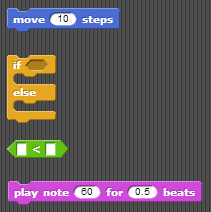 move 10 steps
if
else
<
play note 60 for 0.5 beats